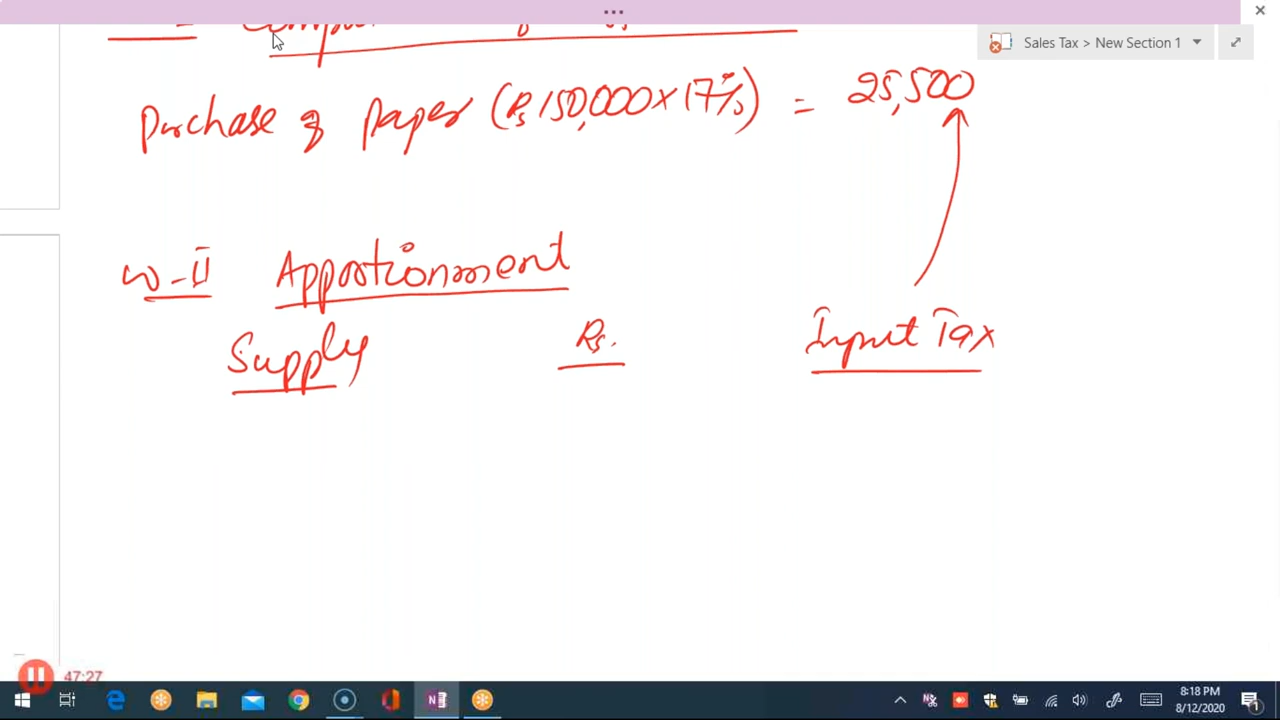 Sales Tax > New Section 1
Purchase of paper (Rs 150,000 × 17%) = 25,500
W-II Apportionment
Supply Rs. Input Tax
47:27
8:18 PM
8/12/2020